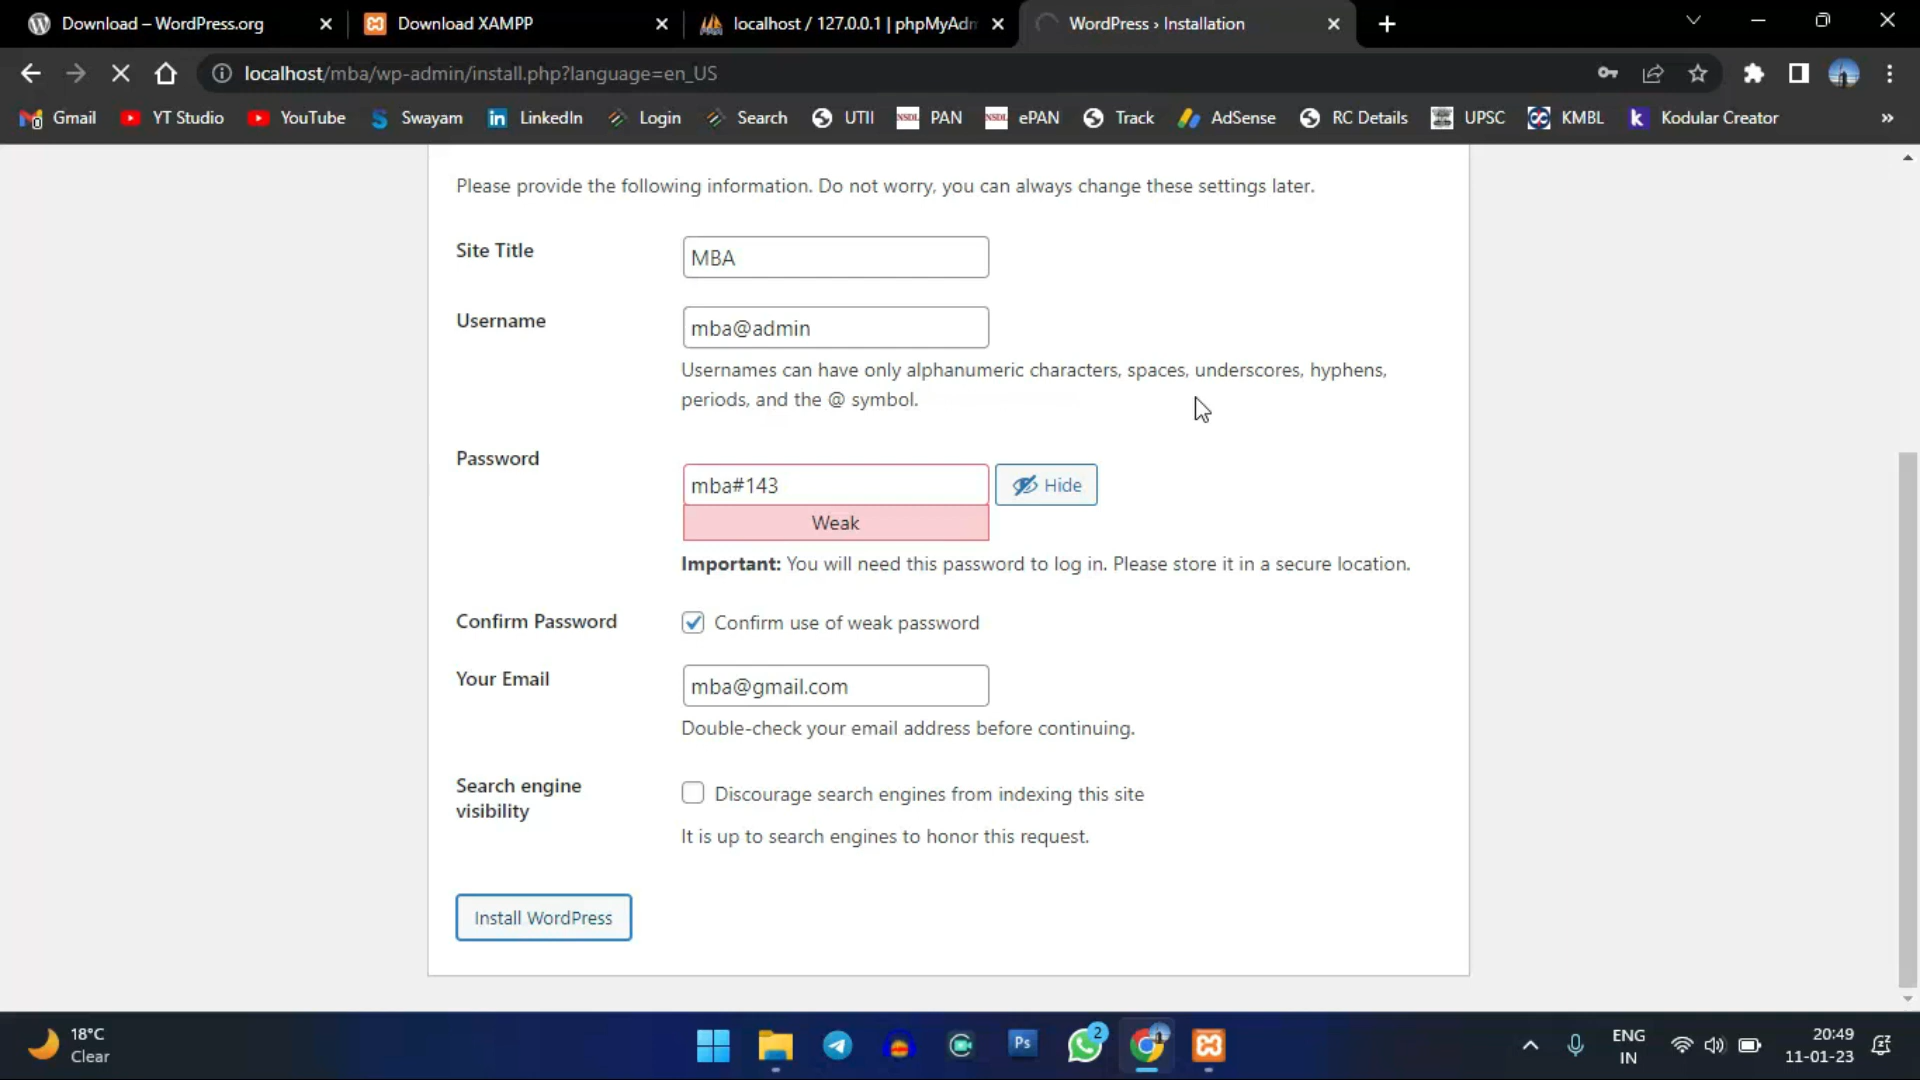 Download – WordPress.org
Download XAMPP
localhost / 127.0.0.1 | phpMyAdm
WordPress › Installation
localhost/mba/wp-admin/install.php?language=en_US
Gmail YT Studio YouTube Swayam LinkedIn Login Search UTII PAN ePAN Track AdSense RC Details UPSC KMBL Kodular Creator »
Please provide the following information. Do not worry, you can always change these settings later.
Site Title
MBA
Username
mba@admin
Usernames can have only alphanumeric characters, spaces, underscores, hyphens,
periods, and the @ symbol.
Password
mba#143
Hide
Weak
Important: You will need this password to log in. Please store it in a secure location.
Confirm Password
Confirm use of weak password
Your Email
mba@gmail.com
Double-check your email address before continuing.
Search engine
visibility
Discourage search engines from indexing this site
It is up to search engines to honor this request.
Install WordPress
18°C
Clear
Ps
2
ENG
IN
20:49
11-01-23